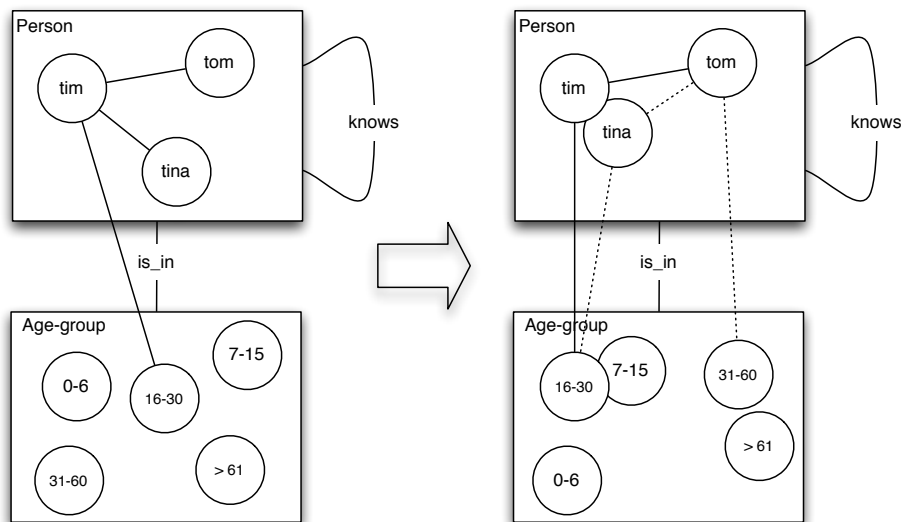 Person
tim
tom
tina
knows
is_in
Age-group
0-6
16-30
7-15
31-60
> 61
Person
tim
tom
tina
knows
is_in
Age-group
16-30
7-15
31-60
> 61
0-6